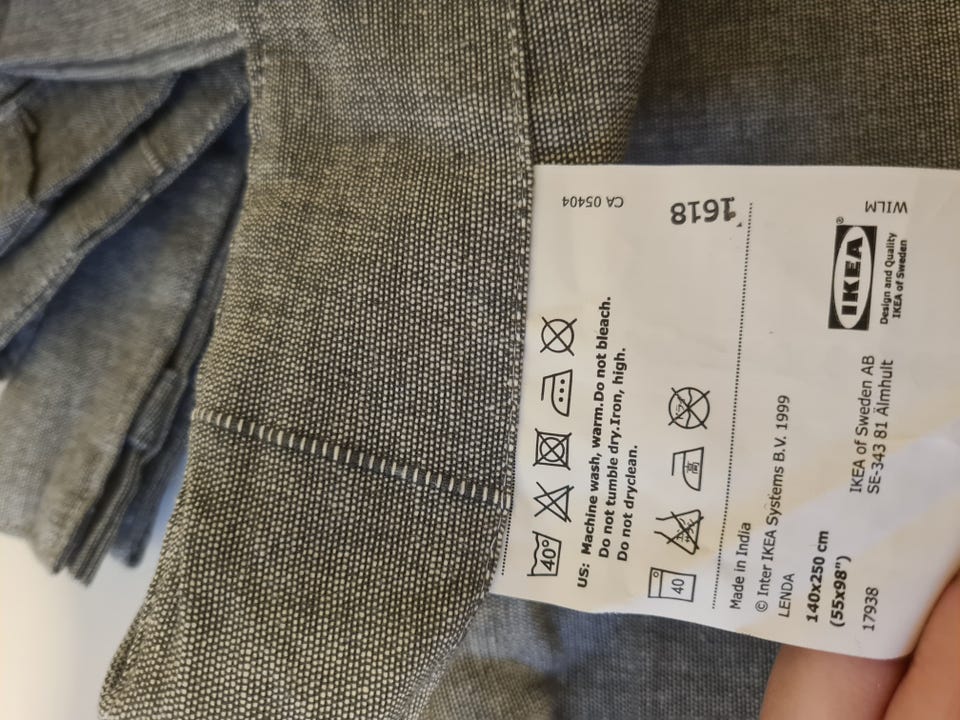 CA 05404
1618
WILM
40°
US: Machine wash, warm.Do not bleach.
Do not tumble dry.Iron, high.
Do not dryclean.
40
高
Made in India
© Inter IKEA Systems B.V. 1999
LENDA
140x250 cm
(55x98")
17938
IKEA of Sweden AB
SE-343 81 Älmhult
IKEA®
Design and Quality
IKEA of Sweden